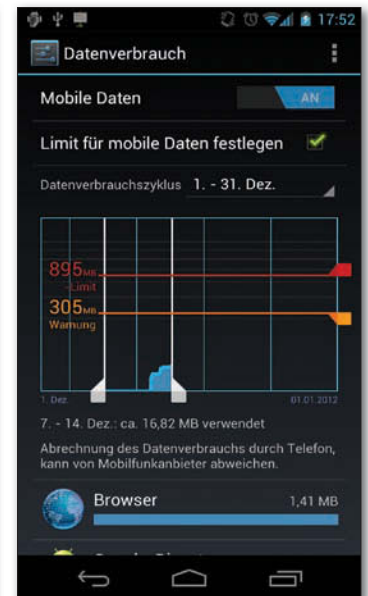 17:52
Datenverbrauch
Mobile Daten AN
Limit für mobile Daten festlegen
Datenverbrauchszyklus 1. - 31. Dez.
895MB
-Limit
305MB
Warnung
1. Dez. 01.01.2012
7. - 14. Dez.: ca. 16,82 MB verwendet
Abrechnung des Datenverbrauchs durch Telefon,
kann von Mobilfunkanbieter abweichen.
Browser 1,41 MB